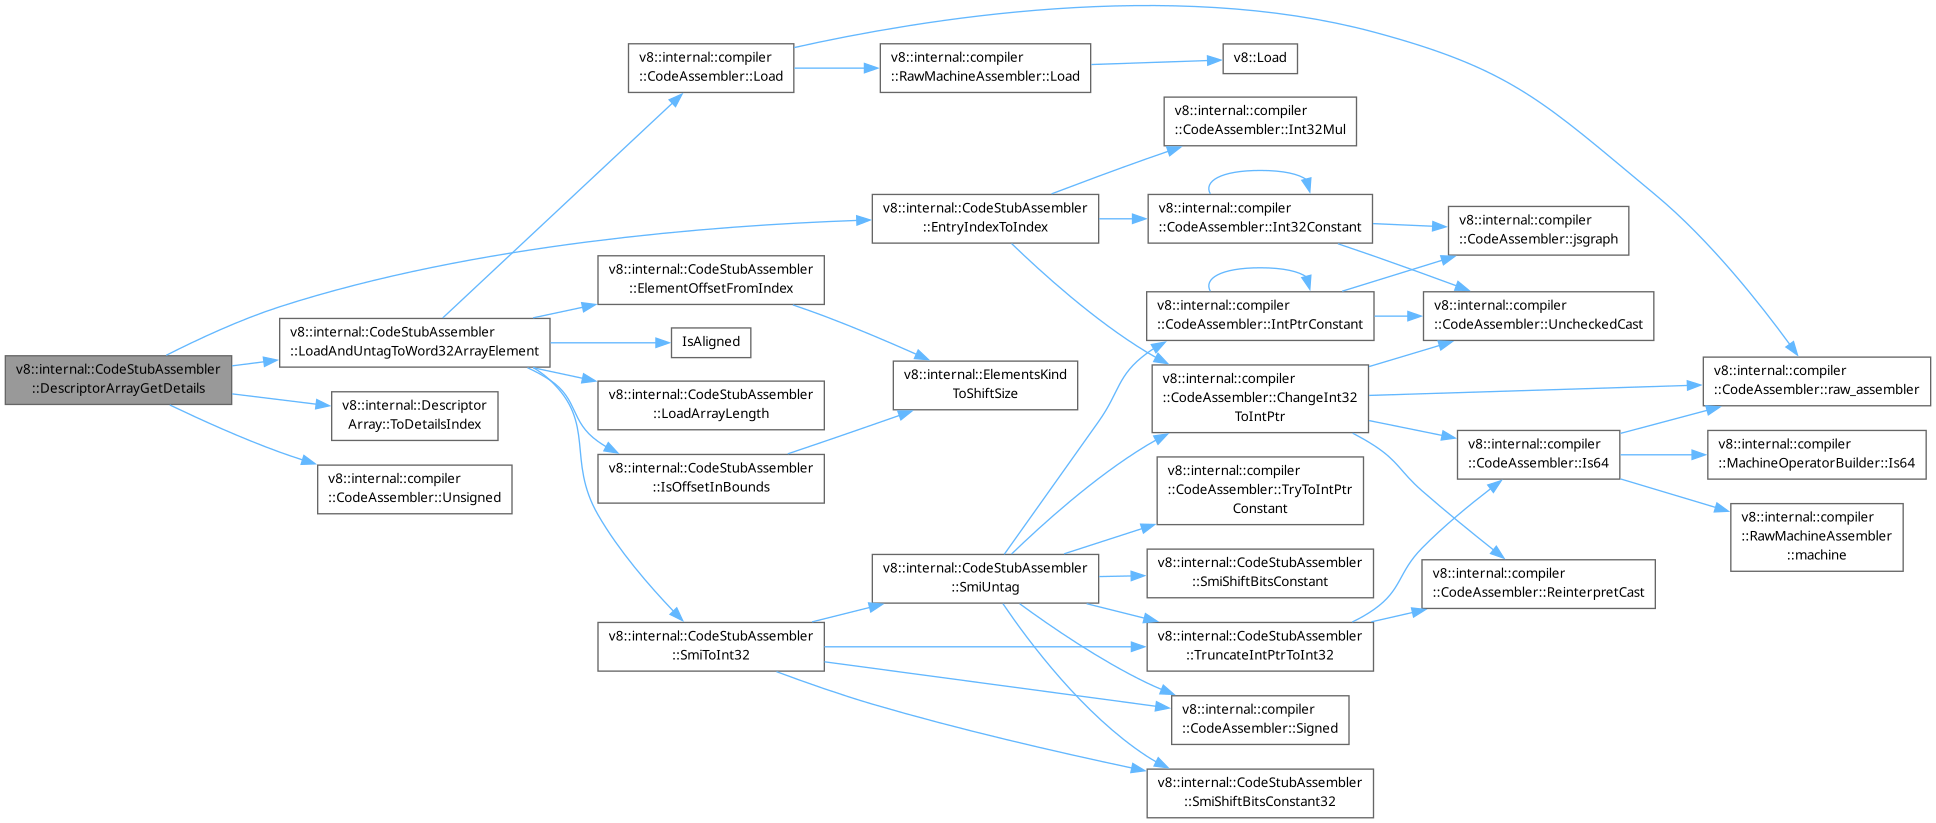 v8::internal::CodeStubAssembler
::DescriptorArrayGetDetails
v8::internal::CodeStubAssembler
::LoadAndUntagToWord32ArrayElement
v8::internal::Descriptor
Array::ToDetailsIndex
v8::internal::compiler
::CodeAssembler::Unsigned
v8::internal::compiler
::CodeAssembler::Load
v8::internal::CodeStubAssembler
::ElementOffsetFromIndex
IsAligned
v8::internal::CodeStubAssembler
::LoadArrayLength
v8::internal::CodeStubAssembler
::IsOffsetInBounds
v8::internal::CodeStubAssembler
::SmiToInt32
v8::internal::compiler
::RawMachineAssembler::Load
v8::internal::CodeStubAssembler
::EntryIndexToIndex
v8::internal::ElementsKind
ToShiftSize
v8::internal::CodeStubAssembler
::SmiUntag
v8::Load
v8::internal::compiler
::CodeAssembler::Int32Mul
v8::internal::compiler
::CodeAssembler::Int32Constant
v8::internal::compiler
::CodeAssembler::IntPtrConstant
v8::internal::compiler
::CodeAssembler::ChangeInt32
ToIntPtr
v8::internal::compiler
::CodeAssembler::TryToIntPtr
Constant
v8::internal::CodeStubAssembler
::SmiShiftBitsConstant
v8::internal::CodeStubAssembler
::TruncateIntPtrToInt32
v8::internal::compiler
::CodeAssembler::Signed
v8::internal::CodeStubAssembler
::SmiShiftBitsConstant32
v8::internal::compiler
::CodeAssembler::jsgraph
v8::internal::compiler
::CodeAssembler::UncheckedCast
v8::internal::compiler
::CodeAssembler::Is64
v8::internal::compiler
::CodeAssembler::ReinterpretCast
v8::internal::compiler
::CodeAssembler::raw_assembler
v8::internal::compiler
::MachineOperatorBuilder::Is64
v8::internal::compiler
::RawMachineAssembler
::machine